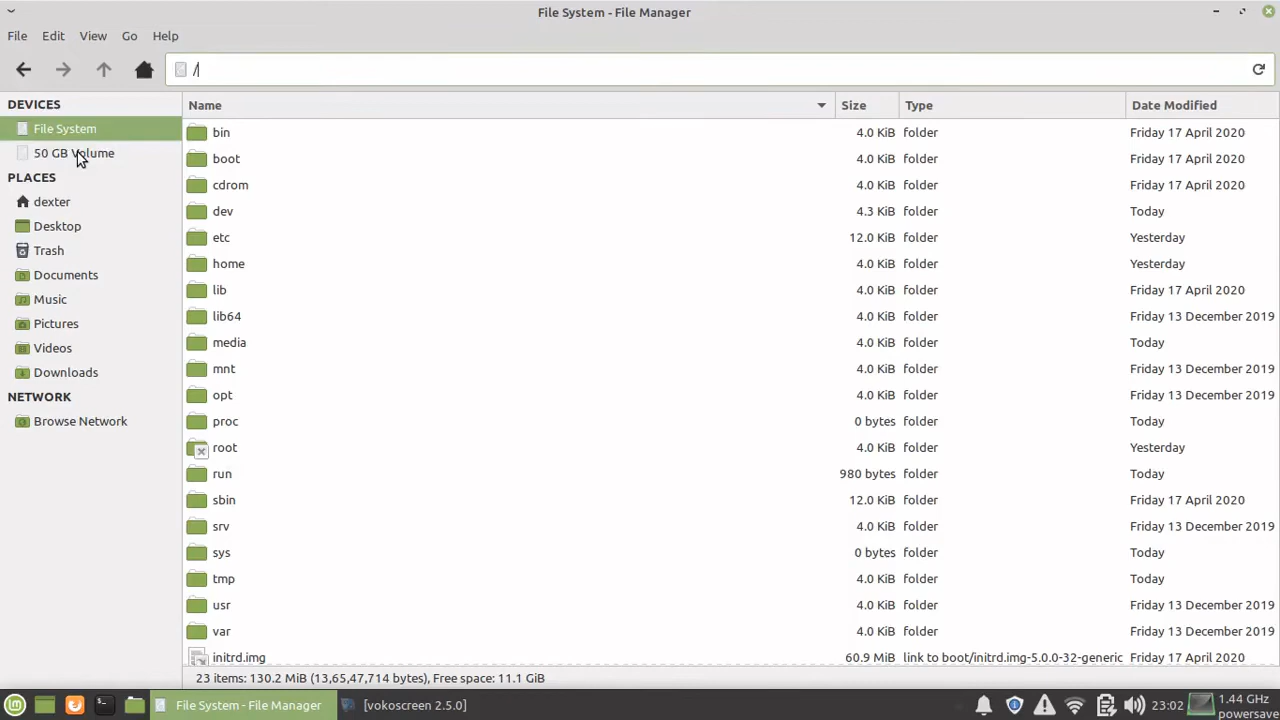 File System - File Manager
File Edit View Go Help
/
DEVICES
File System
50 GB Volume
PLACES
dexter
Desktop
Trash
Documents
Music
Pictures
Videos
Downloads
NETWORK
Browse Network
Name Size Type Date Modified
bin 4.0 KiB folder Friday 17 April 2020
boot 4.0 KiB folder Friday 17 April 2020
cdrom 4.0 KiB folder Friday 17 April 2020
dev 4.3 KiB folder Today
etc 12.0 KiB folder Yesterday
home 4.0 KiB folder Yesterday
lib 4.0 KiB folder Friday 17 April 2020
lib64 4.0 KiB folder Friday 13 December 2019
media 4.0 KiB folder Today
mnt 4.0 KiB folder Friday 13 December 2019
opt 4.0 KiB folder Friday 13 December 2019
proc 0 bytes folder Today
root 4.0 KiB folder Yesterday
run 980 bytes folder Today
sbin 12.0 KiB folder Friday 17 April 2020
srv 4.0 KiB folder Friday 13 December 2019
sys 0 bytes folder Today
tmp 4.0 KiB folder Today
usr 4.0 KiB folder Friday 13 December 2019
var 4.0 KiB folder Friday 13 December 2019
initrd.img 60.9 MiB link to boot/initrd.img-5.0.0-32-generic Friday 17 April 2020
23 items: 130.2 MiB (13,65,47,714 bytes), Free space: 11.1 GiB
File System - File Manager [vokoscreen 2.5.0] 23:02 1.44 GHz
powersave